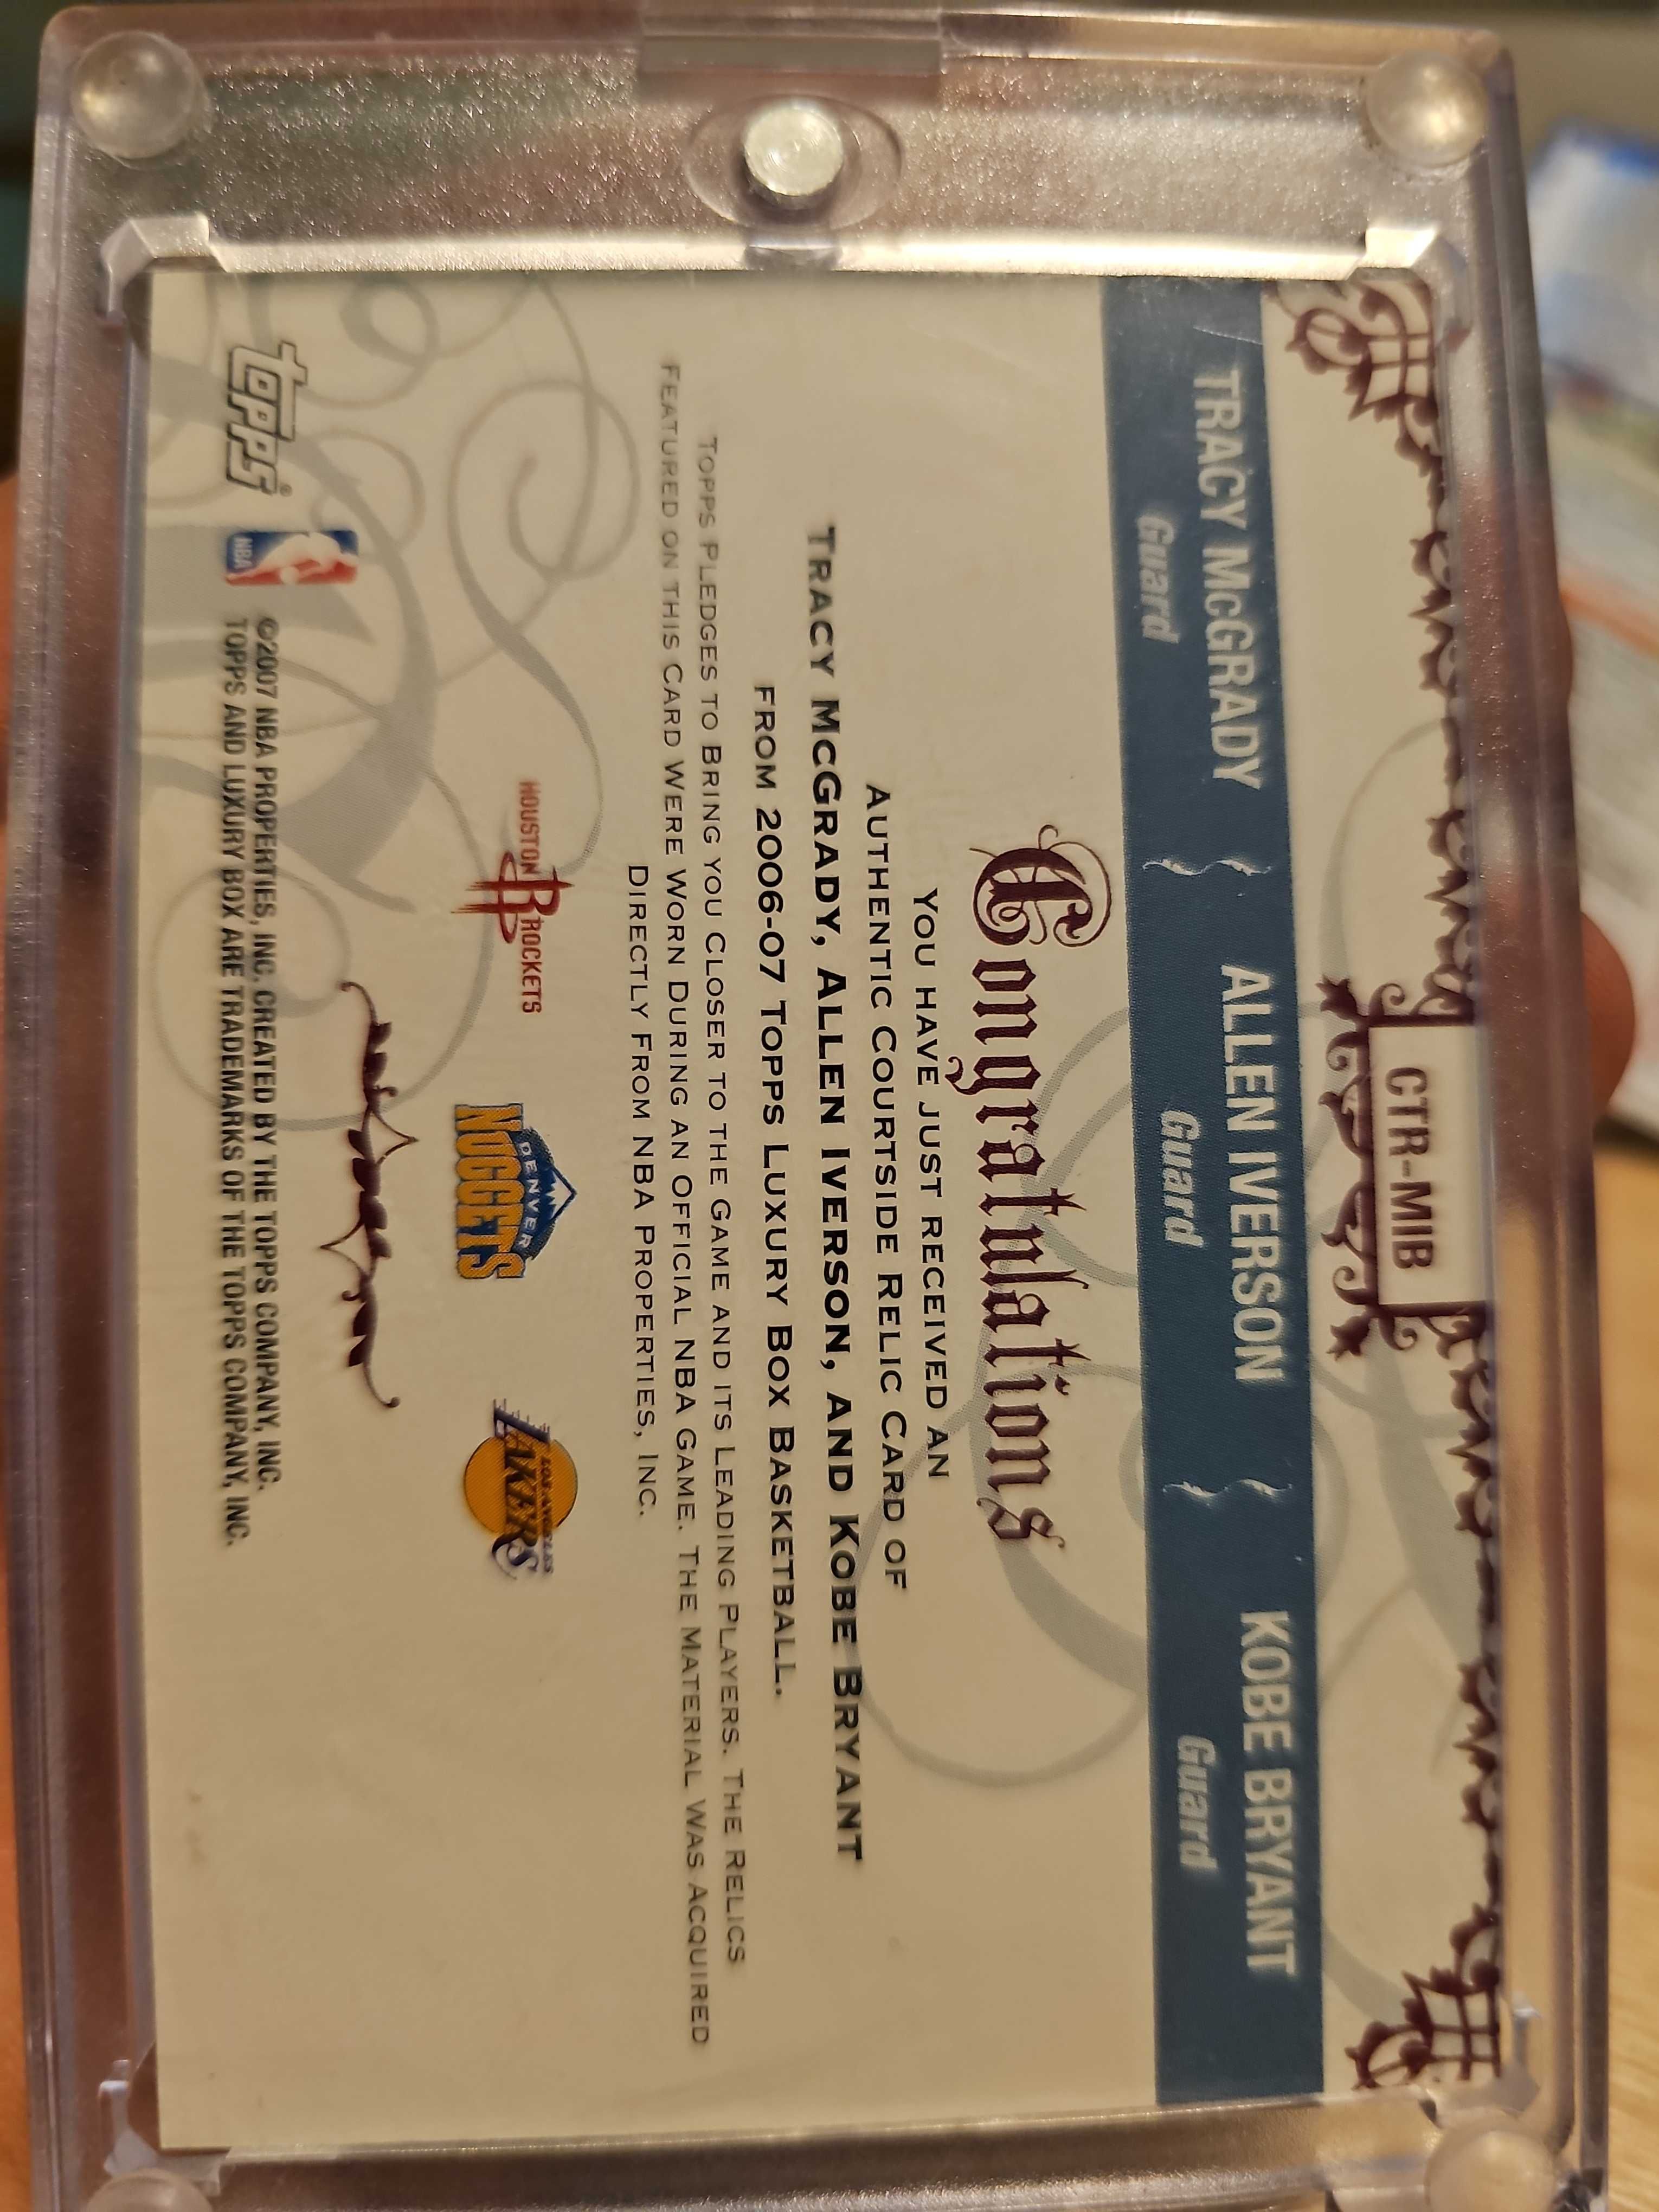 CTR-MIB
TRACY McGRADY ALLEN IVERSON KOBE BRYANT
Guard Guard Guard
Congratulations
YOU HAVE JUST RECEIVED AN
AUTHENTIC COURTSIDE RELIC CARD OF
TRACY MCGRADY, ALLEN IVERSON, AND KOBE BRYANT
FROM 2006-07 TOPPS LUXURY BOX BASKETBALL.
TOPPS PLEDGES TO BRING YOU CLOSER TO THE GAME AND ITS LEADING PLAYERS. THE RELICS
FEATURED ON THIS CARD WERE WORN DURING AN OFFICIAL NBA GAME. THE MATERIAL WAS ACQUIRED
DIRECTLY FROM NBA PROPERTIES, INC.
HOUSTON ROCKETS
DENVER NUGGETS
LOS ANGELES LAKERS
topps® NBA
©2007 NBA PROPERTIES, INC. CREATED BY THE TOPPS COMPANY, INC.
TOPPS AND LUXURY BOX ARE TRADEMARKS OF THE TOPPS COMPANY, INC.